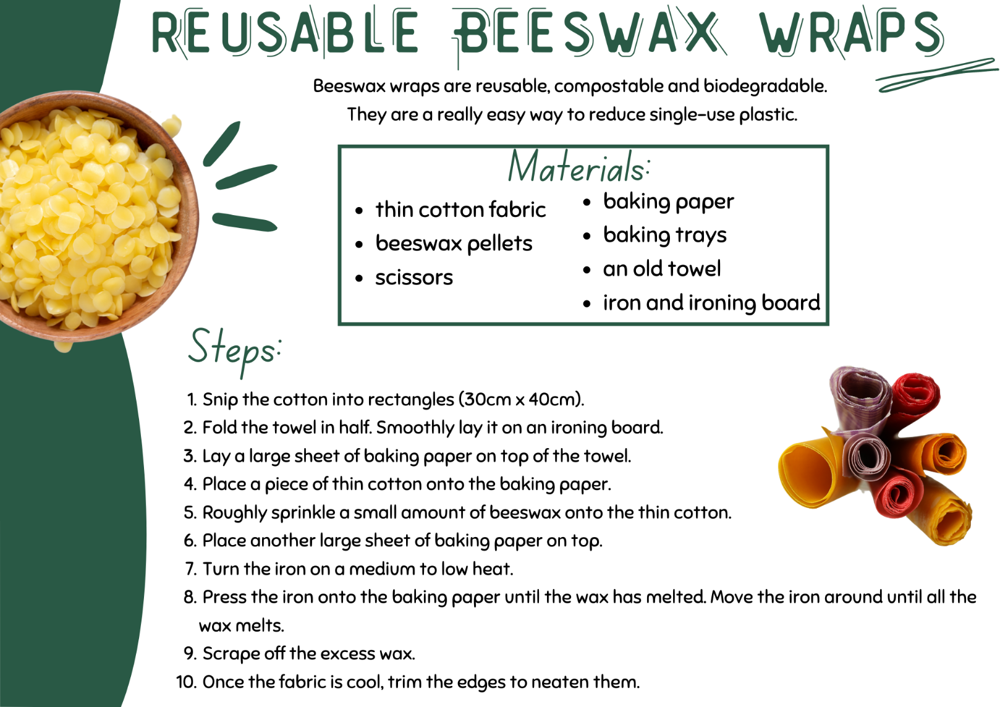 REUSABLE BEESWAX WRAPS
Beeswax wraps are reusable, compostable and biodegradable.
They are a really easy way to reduce single-use plastic.
Materials:
• thin cotton fabric
• beeswax pellets
• scissors
• baking paper
• baking trays
• an old towel
• iron and ironing board
Steps:
1. Snip the cotton into rectangles (30cm x 40cm).
2. Fold the towel in half. Smoothly lay it on an ironing board.
3. Lay a large sheet of baking paper on top of the towel.
4. Place a piece of thin cotton onto the baking paper.
5. Roughly sprinkle a small amount of beeswax onto the thin cotton.
6. Place another large sheet of baking paper on top.
7. Turn the iron on a medium to low heat.
8. Press the iron onto the baking paper until the wax has melted. Move the iron around until all the
wax melts.
9. Scrape off the excess wax.
10. Once the fabric is cool, trim the edges to neaten them.